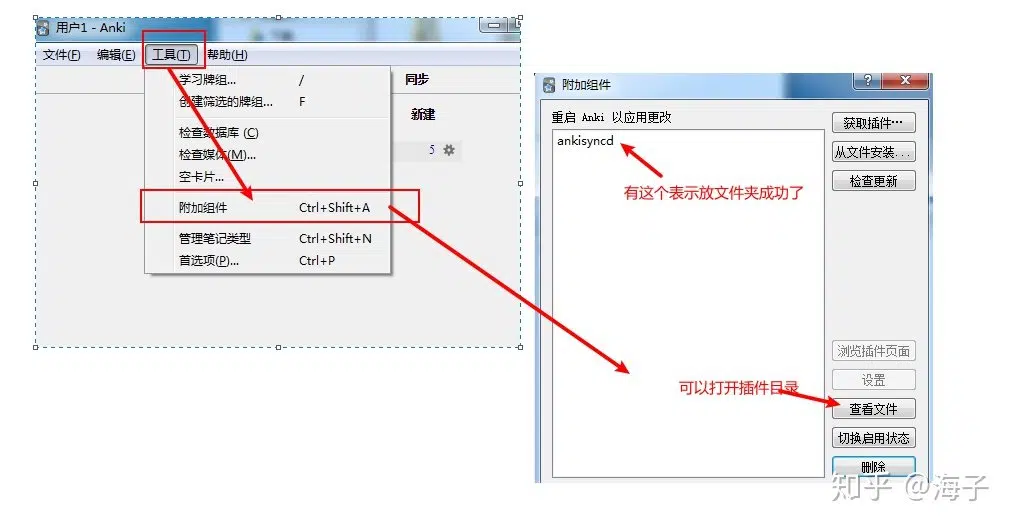 用户1 - Anki
文件(F) 编辑(E) 工具(T) 帮助(H)
学习牌组... /
创建筛选的牌组... F
检查数据库 (C)
检查媒体(M)...
空卡片...
附加组件 Ctrl+Shift+A
管理笔记类型 Ctrl+Shift+N
首选项(P)... Ctrl+P
同步
新建
5
附加组件
重启 Anki 以应用更改
ankisyncd
有这个表示放文件夹成功了
可以打开插件目录
获取插件…
从文件安装...
检查更新
浏览插件页面
设置
查看文件
切换启用状态
删除
知乎 @海子